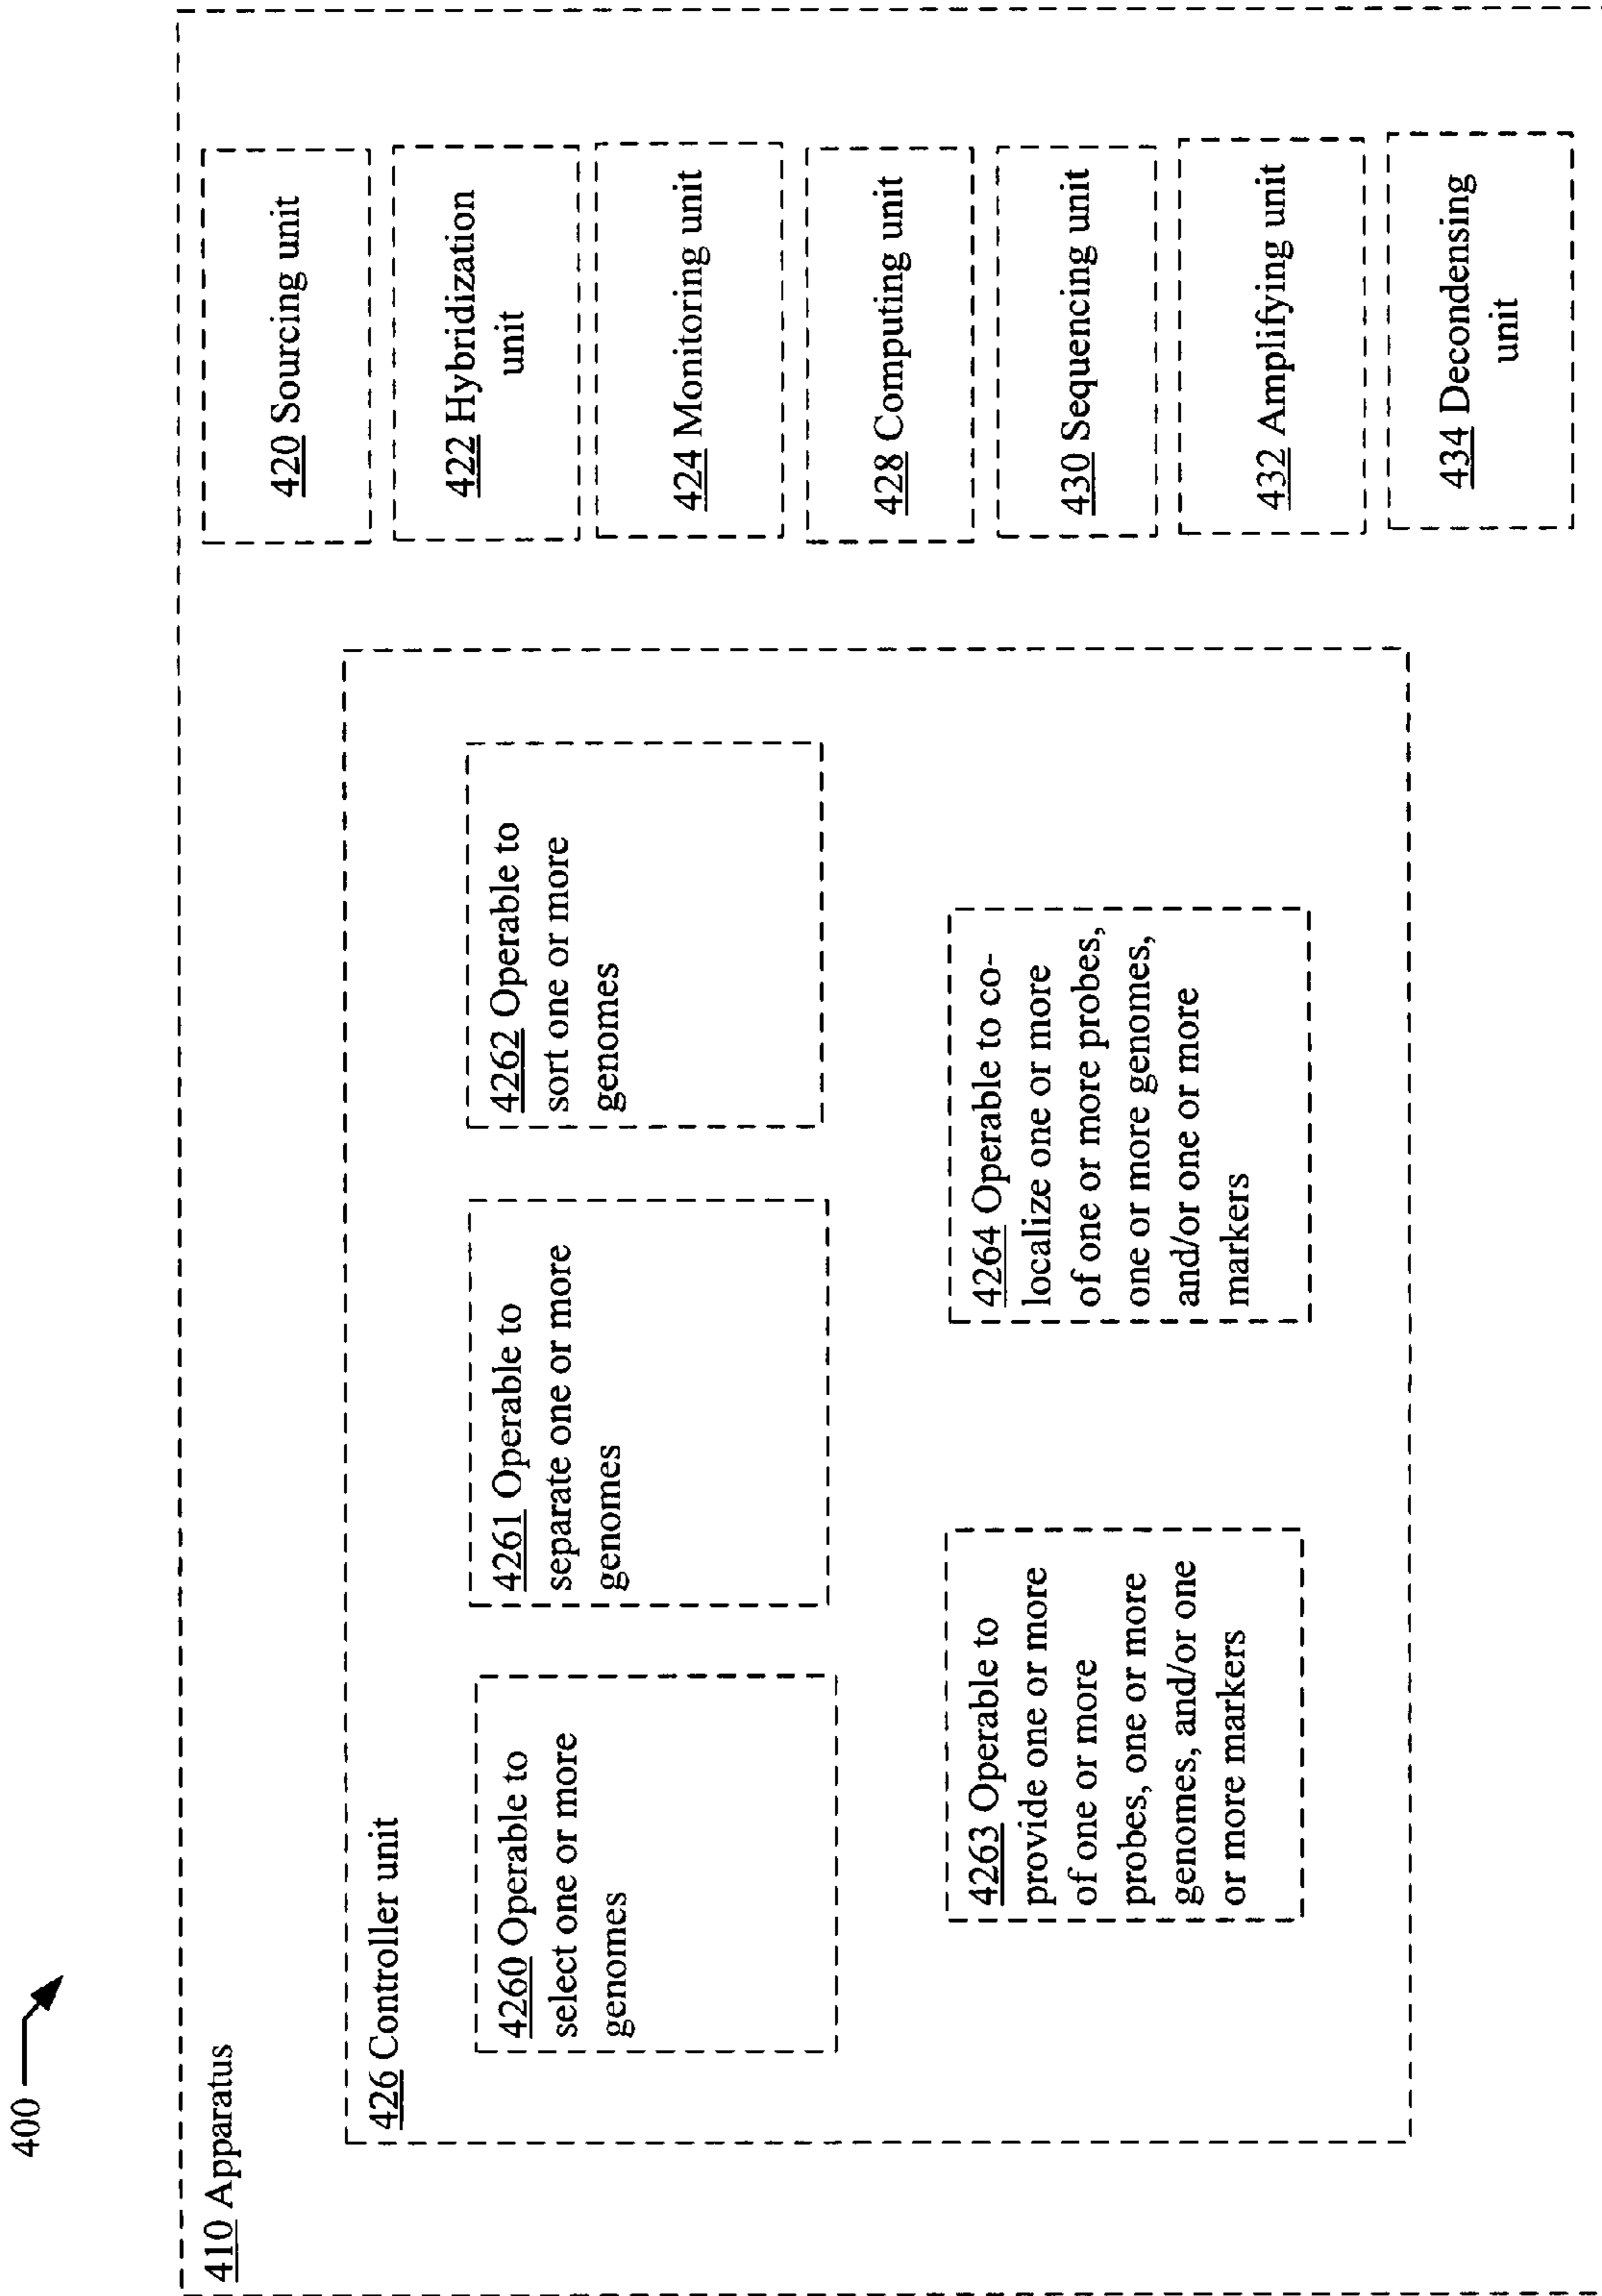 400
410 Apparatus
426 Controller unit
4260 Operable to
select one or more
genomes
4261 Operable to
separate one or more
genomes
4262 Operable to
sort one or more
genomes
4263 Operable to
provide one or more
of one or more
probes, one or more
genomes, and/or one
or more markers
4264 Operable to co-
localize one or more
of one or more probes,
one or more genomes,
and/or one or more
markers
420 Sourcing unit
422 Hybridization
unit
424 Monitoring unit
428 Computing unit
430 Sequencing unit
432 Amplifying unit
434 Decondensing
unit